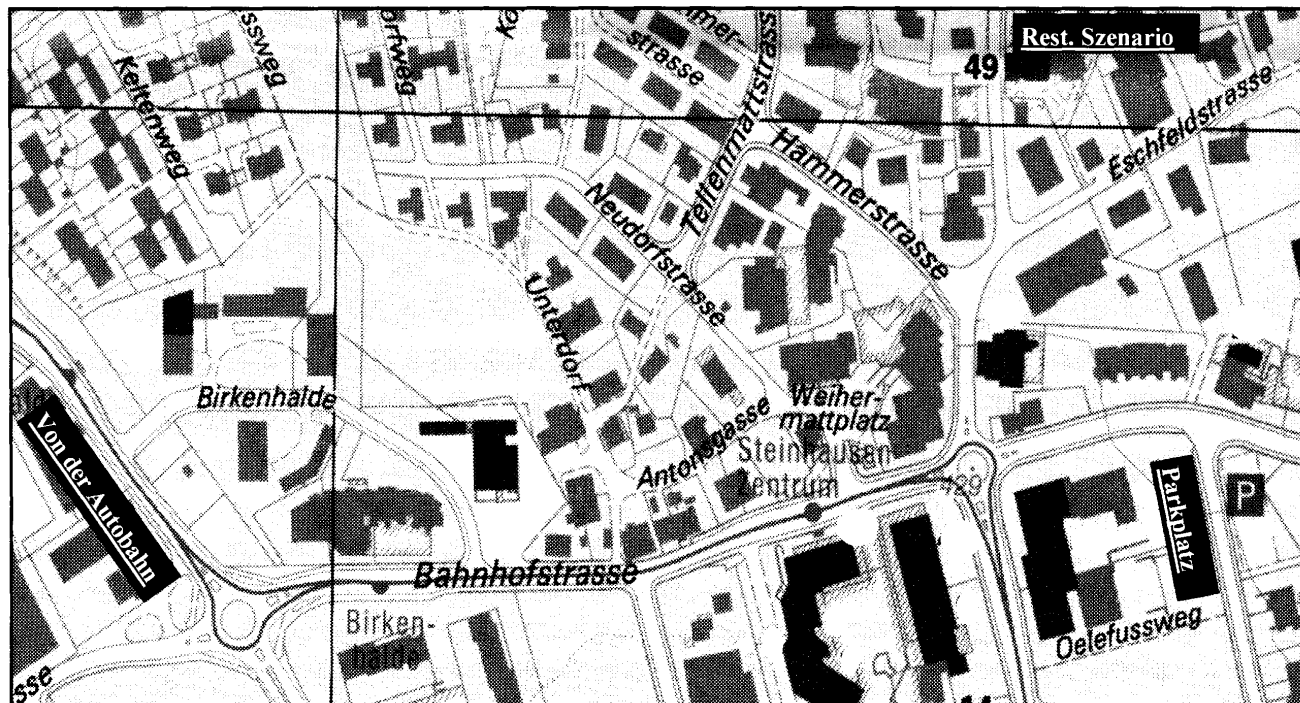 Rest. Szenario
49
strasse
Tellenmattstrasse
Keltenweg
Hammerstrasse
Eschfeldstrasse
Neudorfstrasse
Unterdorf
Birkenhalde
Weiher-
mattplatz
Antonsgasse
Steinhausen
Zentrum
429
Von der Autobahn
Parkplatz
P
Bahnhofstrasse
Birken-
halde
Oelefussweg